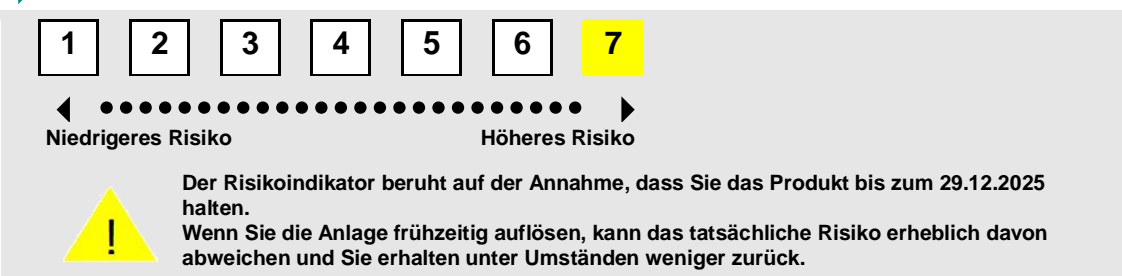 1 2 3 4 5 6 7
Niedrigeres Risiko Höheres Risiko
Der Risikoindikator beruht auf der Annahme, dass Sie das Produkt bis zum 29.12.2025
halten.
Wenn Sie die Anlage frühzeitig auflösen, kann das tatsächliche Risiko erheblich davon
abweichen und Sie erhalten unter Umständen weniger zurück.
!